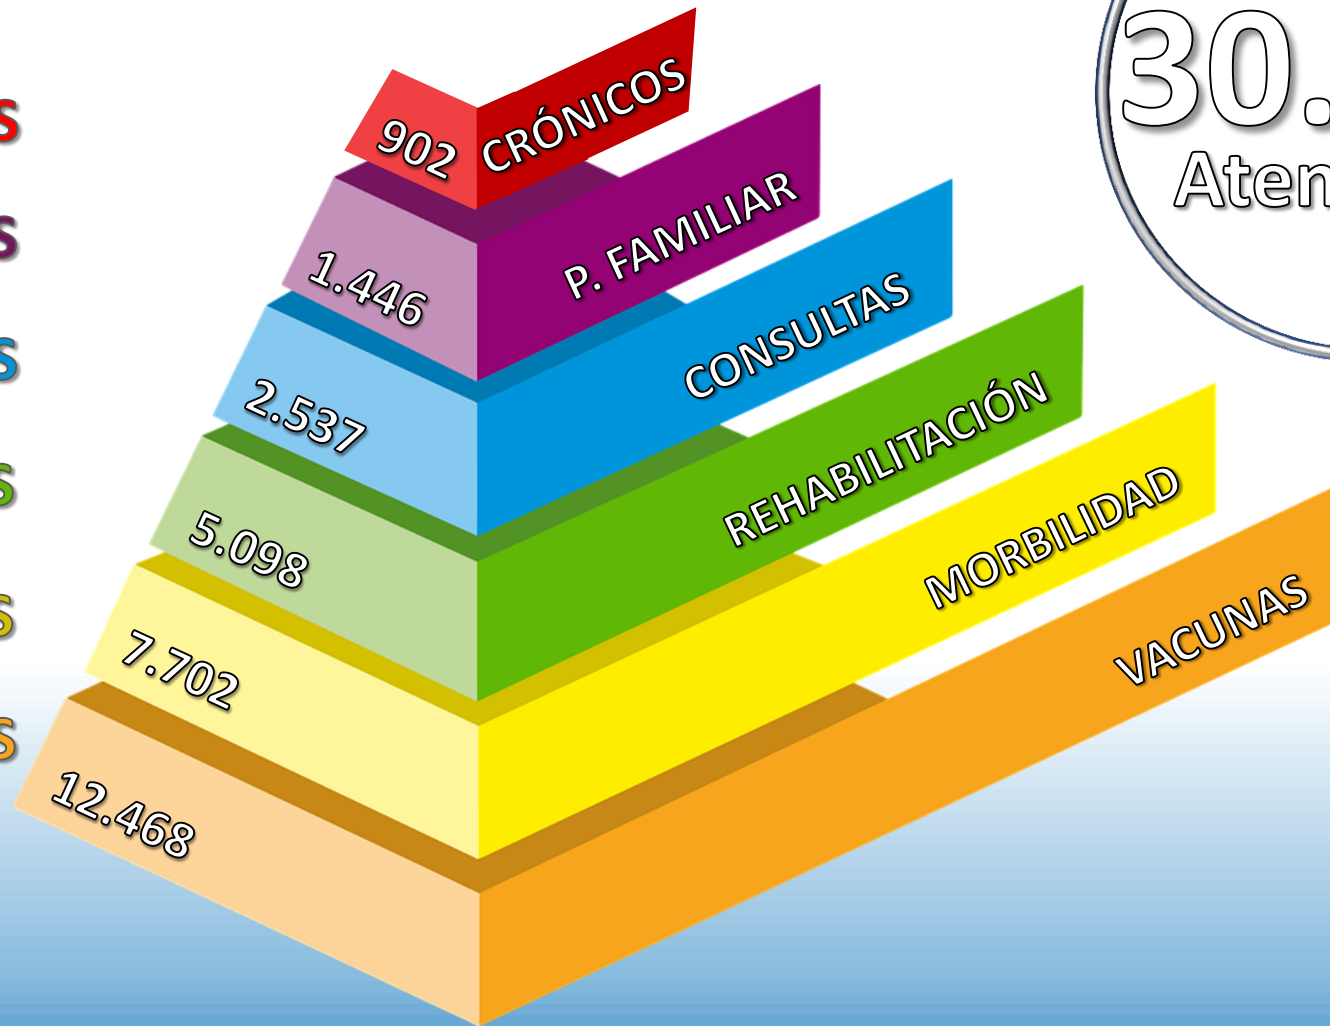 902 CRÓNICOS
1.446 P. FAMILIAR
2.537 CONSULTAS
5.098 REHABILITACIÓN
7.702 MORBILIDAD
12.468 VACUNAS
30.
Aten
S
S
S
S
S
S